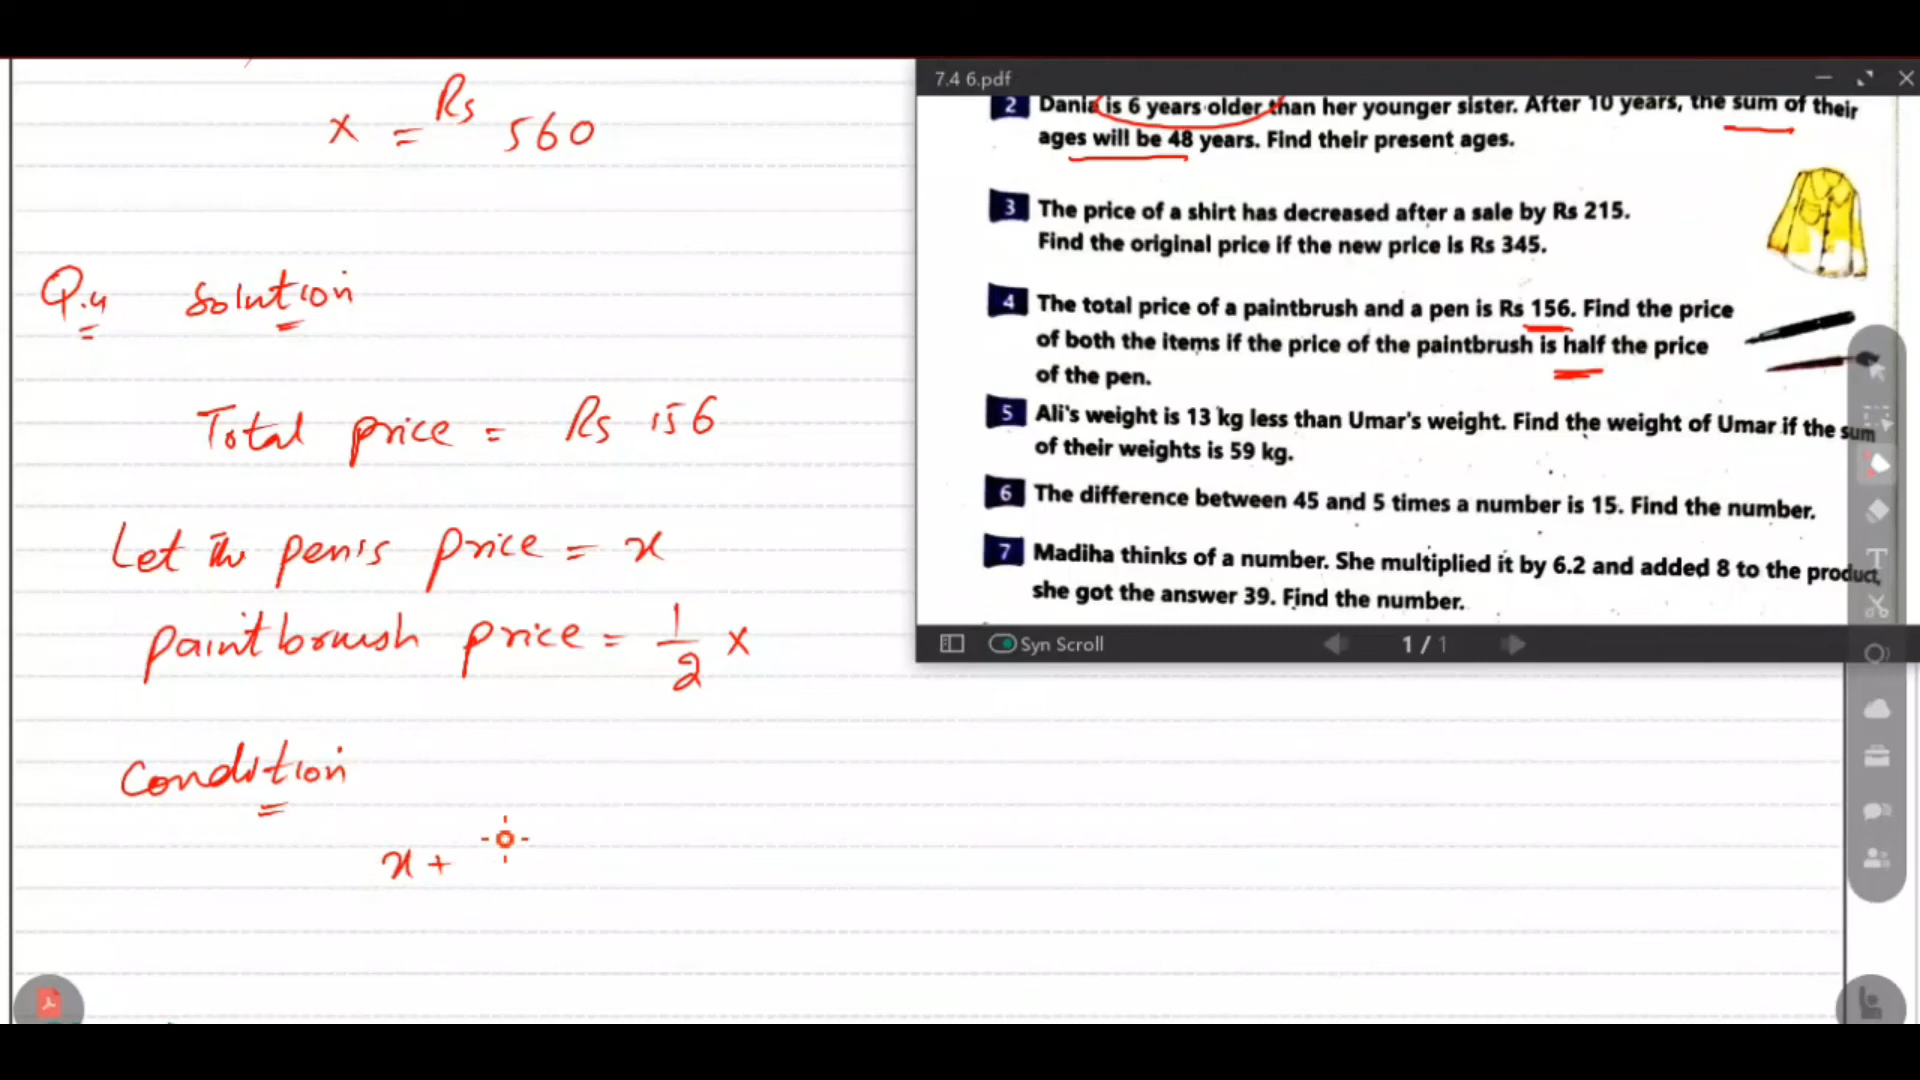 x = Rs 560
Q.4 Solution
Total price = Rs 156
Let the pen's price = x
paintbrush price = 1/2 x
Condition
x +
7.4 6.pdf
2 Dania is 6 years older than her younger sister. After 10 years, the sum of their
ages will be 48 years. Find their present ages.
3 The price of a shirt has decreased after a sale by Rs 215.
Find the original price if the new price is Rs 345.
4 The total price of a paintbrush and a pen is Rs 156. Find the price
of both the items if the price of the paintbrush is half the price
of the pen.
5 Ali's weight is 13 kg less than Umar's weight. Find the weight of Umar if the sum
of their weights is 59 kg.
6 The difference between 45 and 5 times a number is 15. Find the number.
7 Madiha thinks of a number. She multiplied it by 6.2 and added 8 to the product,
she got the answer 39. Find the number.
Syn Scroll
1 / 1
T